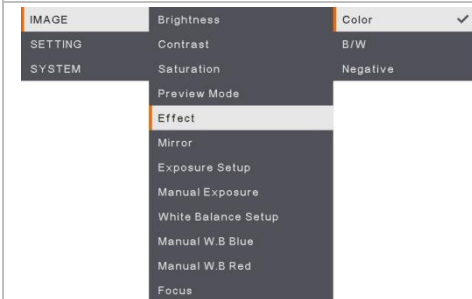 IMAGE
SETTING
SYSTEM
Brightness
Contrast
Saturation
Preview Mode
Effect
Mirror
Exposure Setup
Manual Exposure
White Balance Setup
Manual W.B Blue
Manual W.B Red
Focus
Color
B/W
Negative